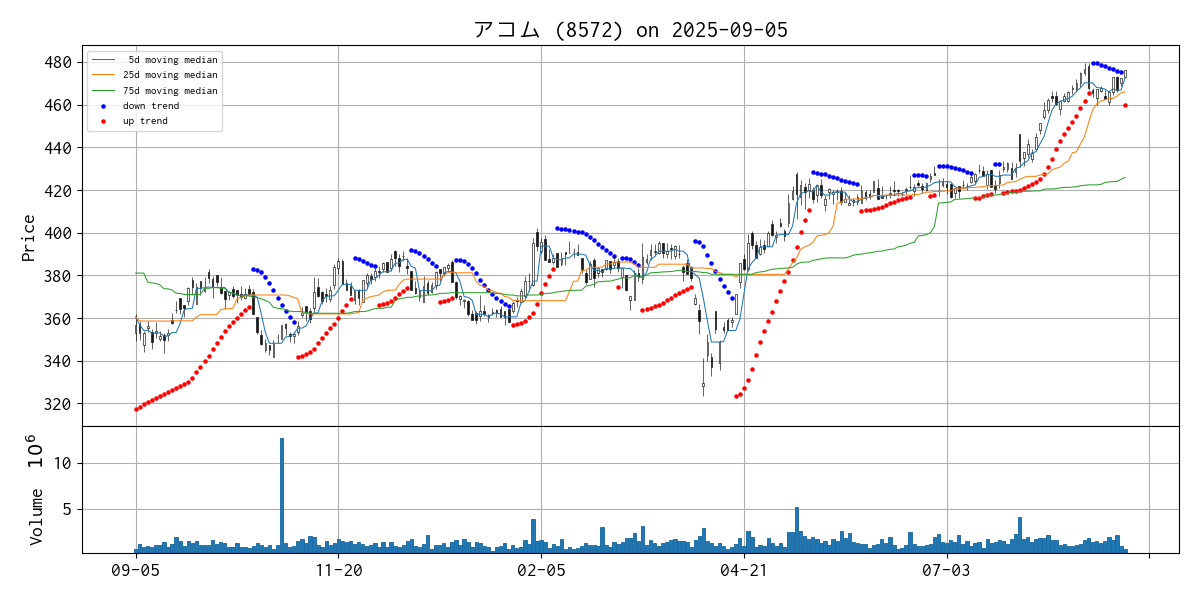 アコム (8572) on 2025-09-05
5d moving median
25d moving median
75d moving median
down trend
up trend
480
460
440
420
400
380
360
340
320
Price
10
5
Volume 10⁶
09-05
11-20
02-05
04-21
07-03